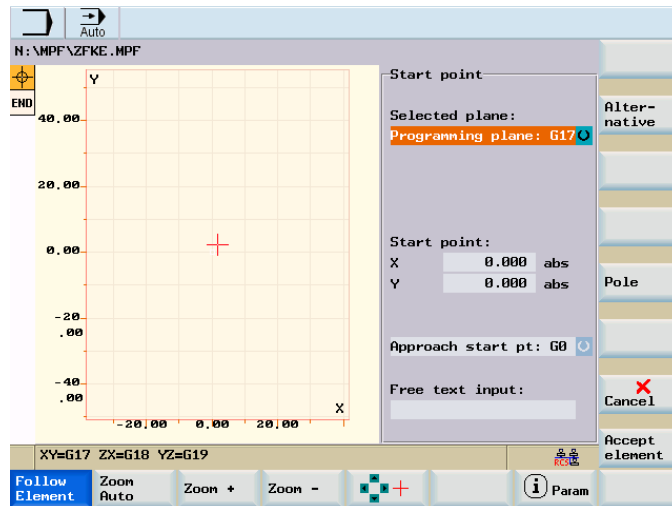 Auto
N:\MPF\ZFKE.MPF
END
Y
40.00
20.00
0.00
-20
.00
-40
.00
X
-20.00 0.00 20.00
Start point
Selected plane:
Programming plane: G17
Start point:
X 0.000 abs
Y 0.000 abs
Approach start pt: G0
Free text input:
Alter-
native
Pole
Cancel
Accept
element
XY=G17 ZX=G18 YZ=G19
RCS
Follow
Element
Zoom
Auto
Zoom +
Zoom -
i Param